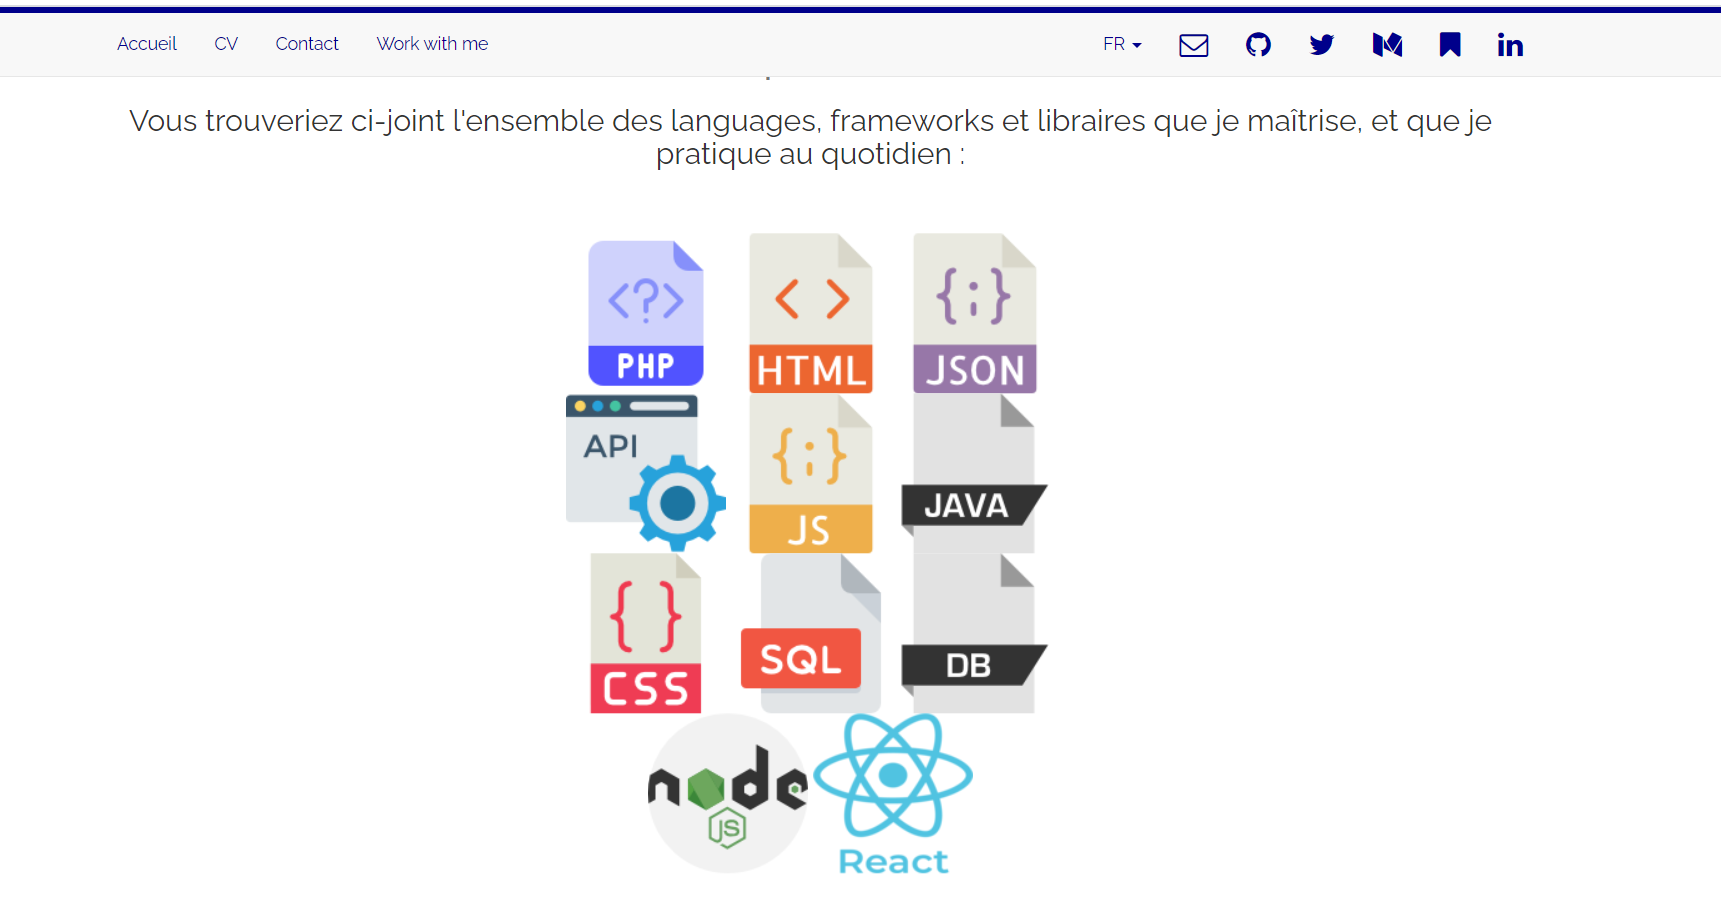 Accueil CV Contact Work with me FR
Vous trouveriez ci-joint l'ensemble des languages, frameworks et libraires que je maîtrise, et que je
pratique au quotidien :
<?> < > {;}
PHP HTML JSON
API {;}
JS JAVA
{ }
CSS SQL DB
node
JS
React